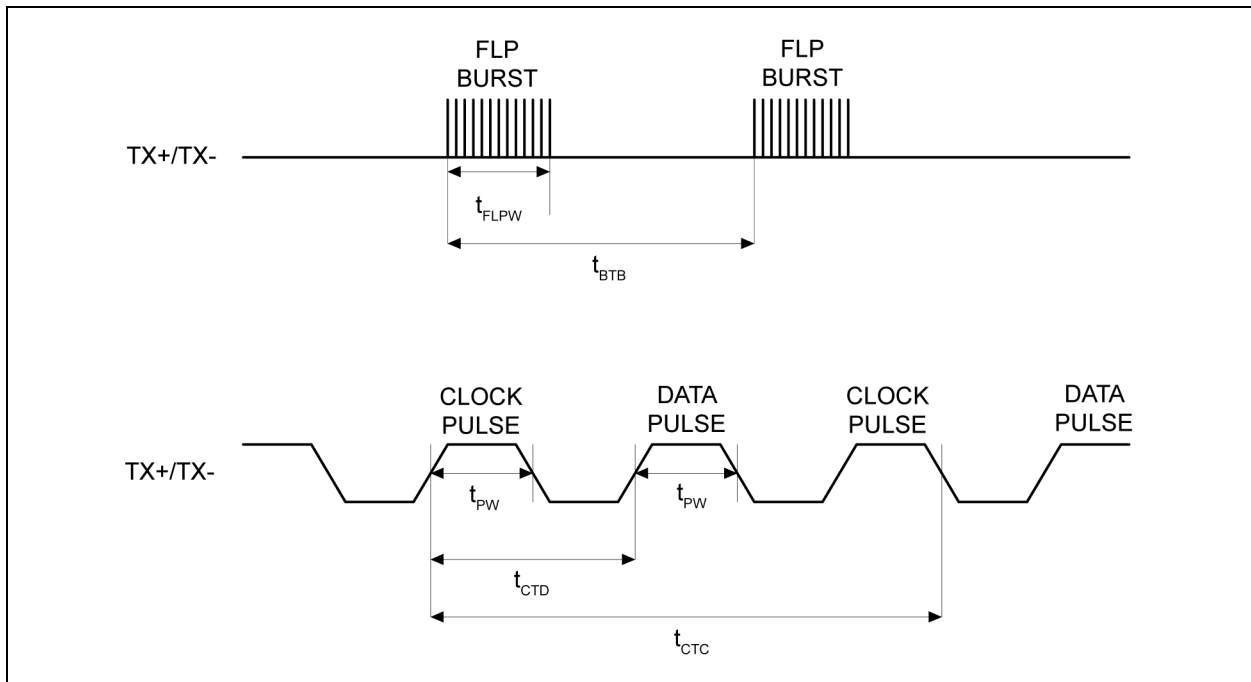 FLP
BURST
FLP
BURST
TX+/TX-
tFLPW
tBTB
CLOCK
PULSE
DATA
PULSE
CLOCK
PULSE
DATA
PULSE
TX+/TX-
tPW
tPW
tCTD
tCTC